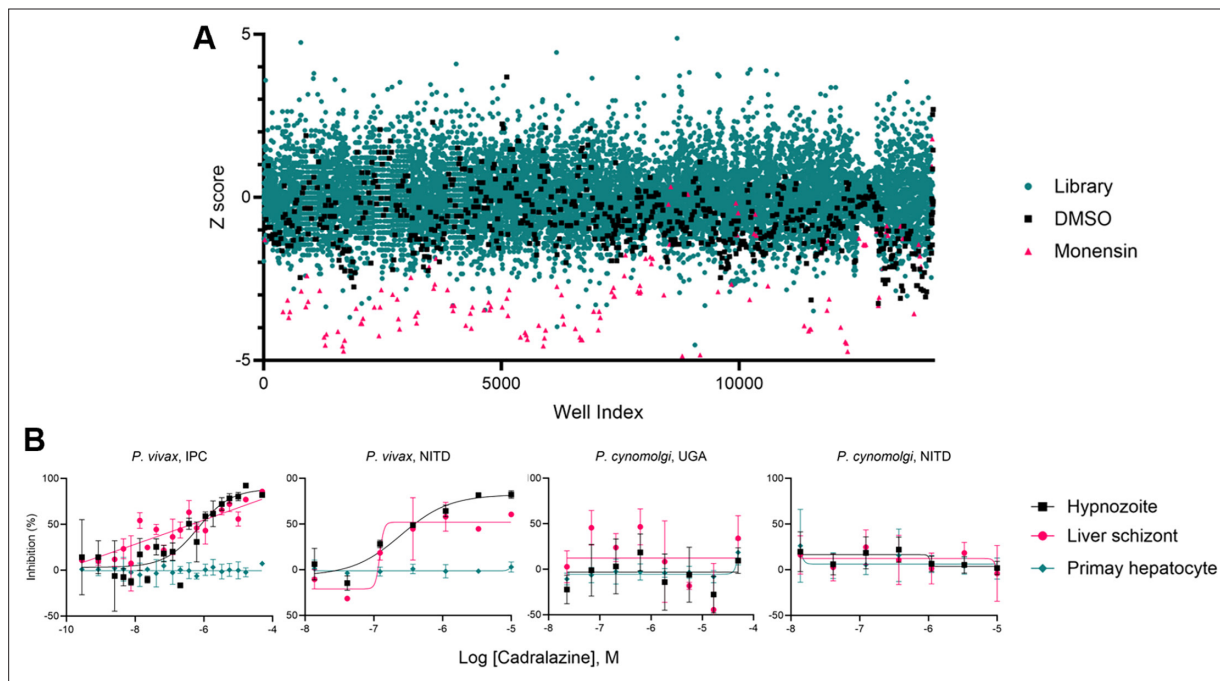 A
5
0
-5
Z score
0
5000
10000
Well Index
Library
DMSO
Monensin
B
P. vivax, IPC
P. vivax, NITD
P. cynomolgi, UGA
P. cynomolgi, NITD
Inhibition (%)
100
50
0
-50
-10
-8
-6
-4
00
50
0
-50
-8
-7
-6
-5
00
50
0
-50
-8
-7
-6
-5
-4
00
50
0
-50
-8
-7
-6
-5
Log [Cadralazine], M
Hypnozoite
Liver schizont
Primay hepatocyte